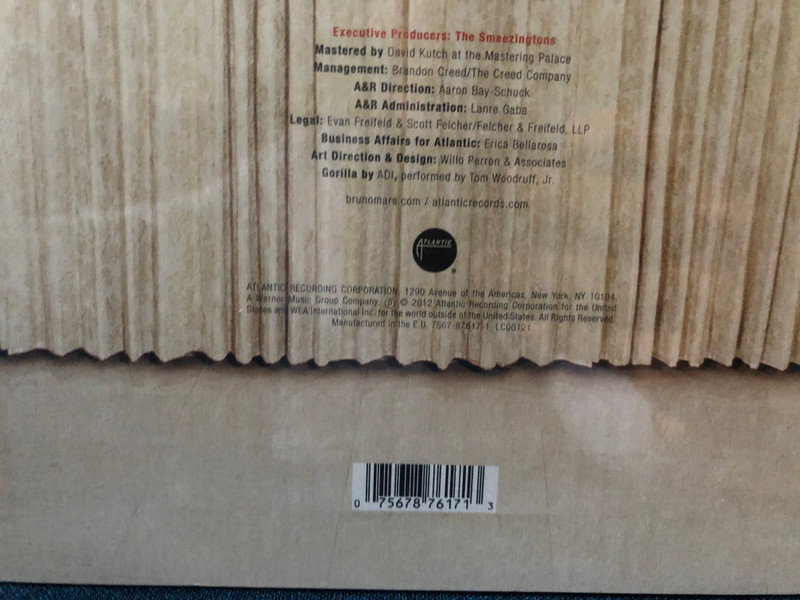 Executive Producers: The Smeezingtons
Mastered by David Kutch at the Mastering Palace
Management: Brandon Creed/The Creed Company
A&R Direction: Aaron Bay-Schuck
A&R Administration: Lanre Gaba
Legal: Evan Freifeld & Scott Felcher/Felcher & Freifeld, LLP
Business Affairs for Atlantic: Erica Bellarosa
Art Direction & Design: Willo Perron & Associates
Gorilla by ADI, performed by Tom Woodruff, Jr.
brunomars.com / atlanticrecords.com
ATLANTIC
ATLANTIC RECORDING CORPORATION, 1290 Avenue of the Americas, New York, NY 10104.
A Warner Music Group Company. (p) © 2012 Atlantic Recording Corporation for the United
States and WEA International Inc. for the world outside of the United States. All Rights Reserved.
Manufactured in the E.U. 7567-87617-1 LC00121
0 75678 76171 3